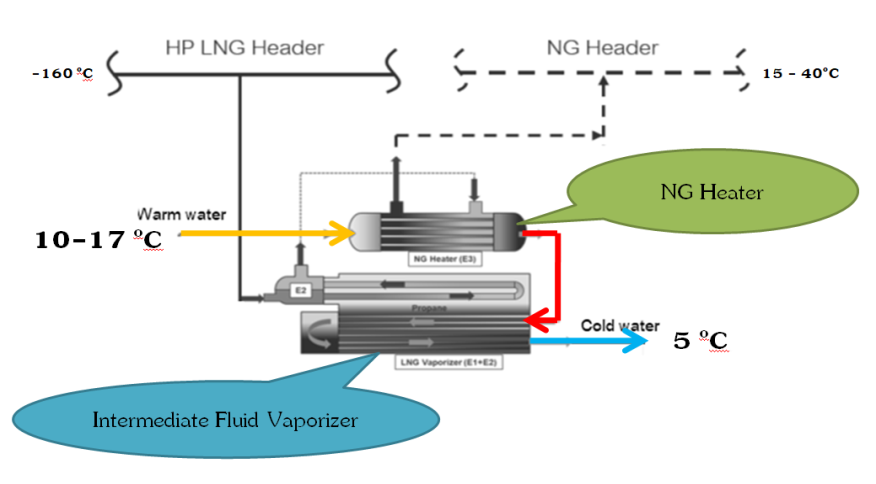 HP LNG Header
NG Header
-160 ºC
15 - 40°C
NG Heater
Warm water
10-17 ºC
NG Heater (E3)
E2
Propane
Cold water
5 ºC
LNG Vaporizer (E1+E2)
Intermediate Fluid Vaporizer